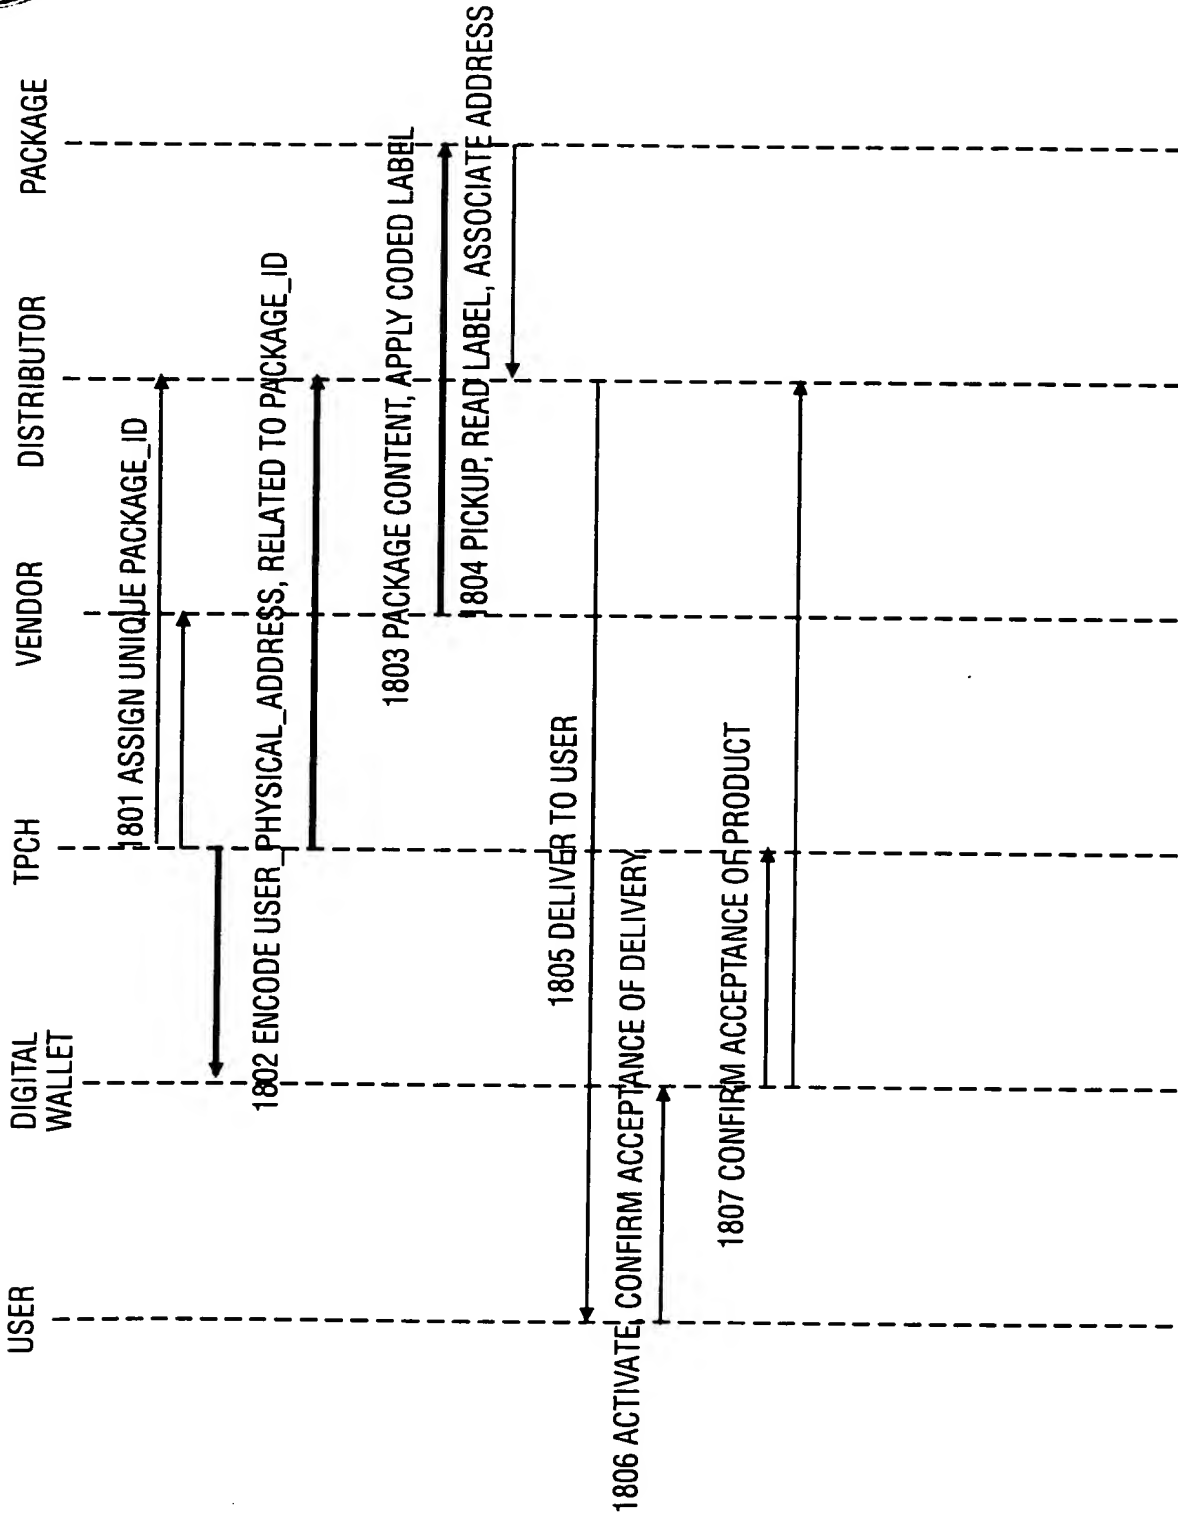 USER
DIGITAL
WALLET
TPCH
VENDOR
DISTRIBUTOR
PACKAGE
1801 ASSIGN UNIQUE PACKAGE_ID
1802 ENCODE USER_PHYSICAL_ADDRESS, RELATED TO PACKAGE_ID
1803 PACKAGE CONTENT, APPLY CODED LABEL
1804 PICKUP, READ LABEL, ASSOCIATE ADDRESS
1805 DELIVER TO USER
1806 ACTIVATE, CONFIRM ACCEPTANCE OF DELIVERY
1807 CONFIRM ACCEPTANCE OF PRODUCT